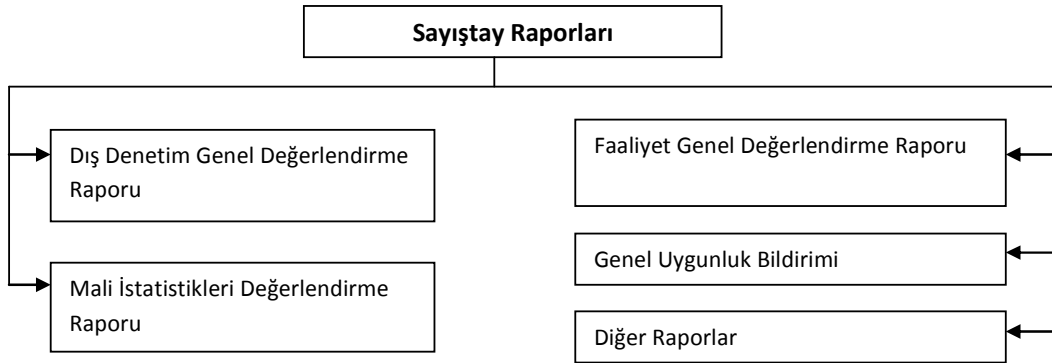 Sayıştay Raporları
Dış Denetim Genel Değerlendirme
Raporu
Mali İstatistikleri Değerlendirme
Raporu
Faaliyet Genel Değerlendirme Raporu
Genel Uygunluk Bildirimi
Diğer Raporlar